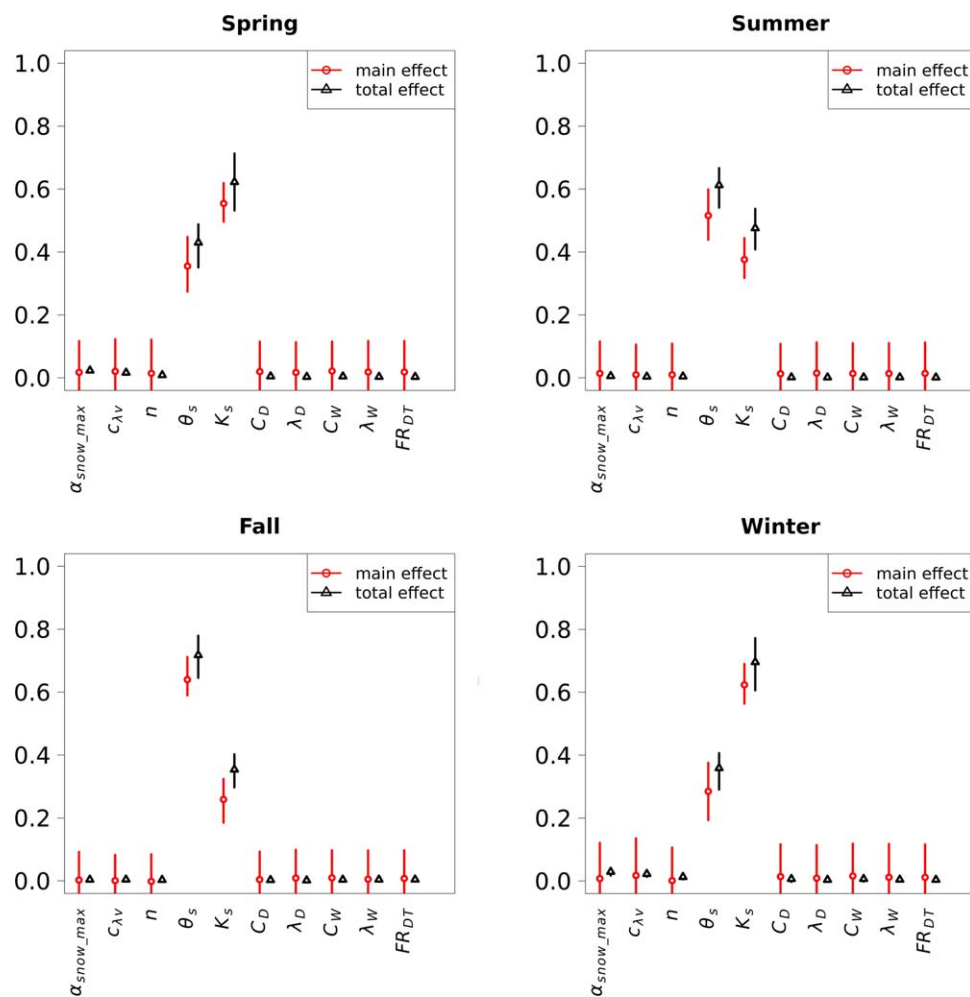 Spring
main effect
total effect
1.0
0.8
0.6
0.4
0.2
0.0
α_snow_max
c_λv
n
θ_s
K_s
C_D
λ_D
C_W
λ_W
FR_DT
Summer
main effect
total effect
1.0
0.8
0.6
0.4
0.2
0.0
α_snow_max
c_λv
n
θ_s
K_s
C_D
λ_D
C_W
λ_W
FR_DT
Fall
main effect
total effect
1.0
0.8
0.6
0.4
0.2
0.0
α_snow_max
c_λv
n
θ_s
K_s
C_D
λ_D
C_W
λ_W
FR_DT
Winter
main effect
total effect
1.0
0.8
0.6
0.4
0.2
0.0
α_snow_max
c_λv
n
θ_s
K_s
C_D
λ_D
C_W
λ_W
FR_DT